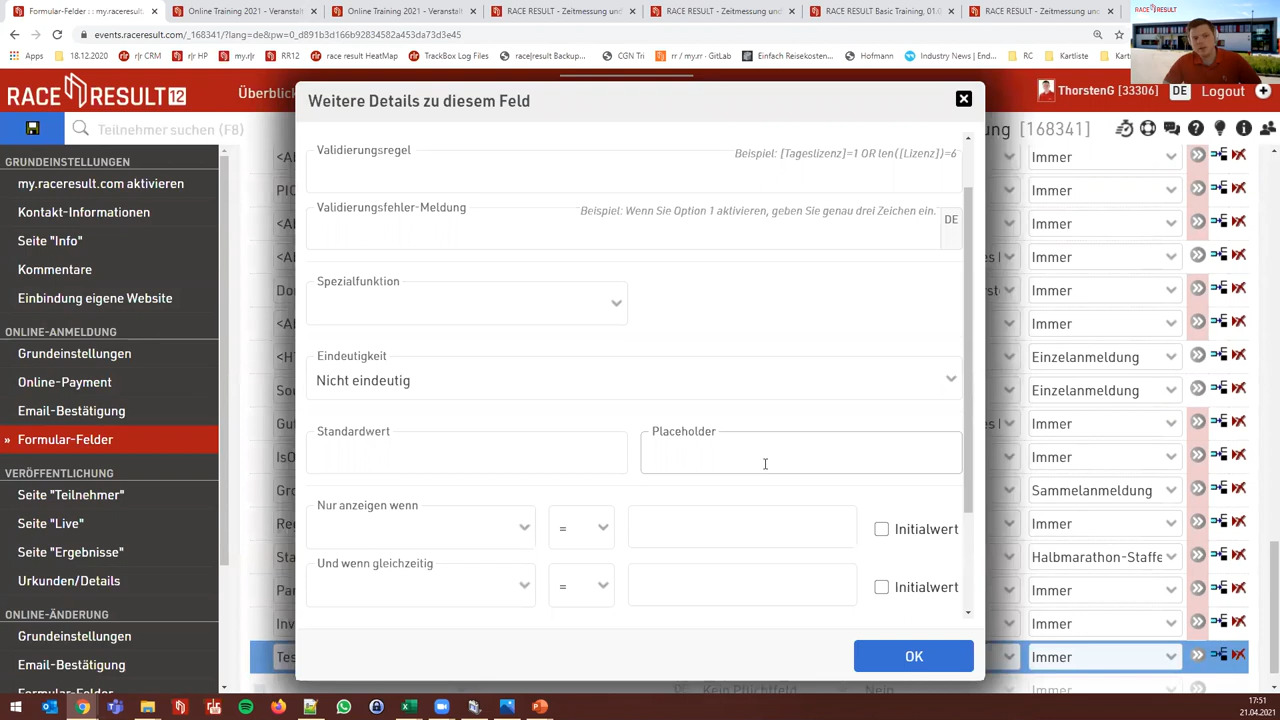 Formular-Felder : my.raceresult.
Online Training 2021 - Veranstalt
Online Training 2021 - Veranstalt
RACE RESULT - Zeitmessung und
RACE RESULT - Zeitmessung und
RACE RESULT Basic Training, 01.0
RACE RESULT - Zeitmessung und
events.raceresult.com/_168341/?lang=de&pw=0_d891b3d166b92834582a453da7
Apps
18.12.2020
r|r CRM
r|r HP
my.r|r
RR12
race result HeatMap
TrackBox Log Files
race|result backup...
CGN Tri
rr / my.rr · GitLab
Einfach Reisekosten...
Hofmann
Industry News | End...
RC
Kartliste
RACE RESULT 12
Überblick
ThorstenG [33306]
DE
Logout
Teilnehmer suchen (F8)
[168341]
GRUNDEINSTELLUNGEN
my.raceresult.com aktivieren
Kontakt-Informationen
Seite "Info"
Kommentare
Einbindung eigene Website
ONLINE-ANMELDUNG
Grundeinstellungen
Online-Payment
Email-Bestätigung
» Formular-Felder
VERÖFFENTLICHUNG
Seite "Teilnehmer"
Seite "Live"
Seite "Ergebnisse"
Urkunden/Details
ONLINE-ÄNDERUNG
Grundeinstellungen
Email-Bestätigung
Formular-Felder
Weitere Details zu diesem Feld
Validierungsregel
Beispiel: [Tageslizenz]=1 OR len([Lizenz])=6
Validierungsfehler-Meldung
Beispiel: Wenn Sie Option 1 aktivieren, geben Sie genau drei Zeichen ein.
DE
Spezialfunktion
Eindeutigkeit
Nicht eindeutig
Standardwert
Placeholder
Nur anzeigen wenn
=
Initialwert
Und wenn gleichzeitig
=
Initialwert
OK
Immer
Immer
Immer
Immer
Immer
Immer
Einzelanmeldung
Einzelanmeldung
Immer
Immer
Sammelanmeldung
Immer
Halbmarathon-Staffe
Immer
Immer
Immer
Kein Pflichtfeld
Nein
Immer
17:51
21.04.2021